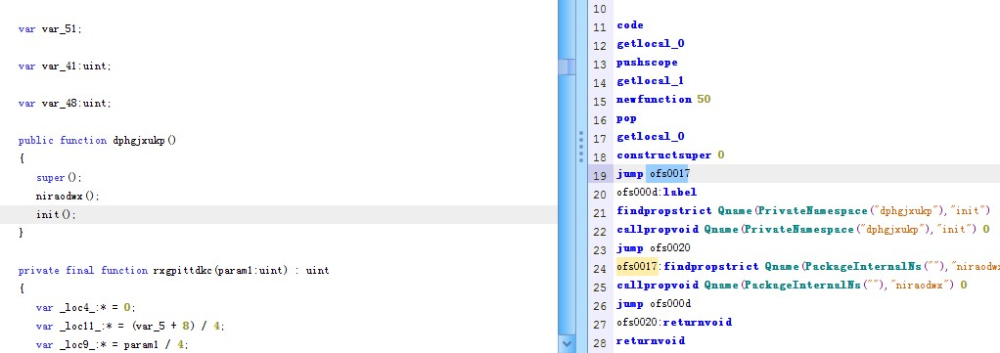 var var_51;
var var_41:uint;
var var_48:uint;
public function dphgjxukp()
{
super();
niraodwx();
init();
}
private final function rxgpittdkc(param1:uint) : uint
{
var _loc4_:* = 0;
var _loc11_:* = (var_5 + 8) / 4;
var _loc9_:* = param1 / 4;
10
11 code
12 getlocal_0
13 pushscope
14 getlocal_1
15 newfunction 50
16 pop
17 getlocal_0
18 constructsuper 0
19 jump ofs0017
20 ofs000d:label
21 findpropstrict Qname(PrivateNamespace("dphgjxukp"),"init")
22 callpropvoid Qname(PrivateNamespace("dphgjxukp"),"init") 0
23 jump ofs0020
24 ofs0017:findpropstrict Qname(PackageInternalNs(""),"niraodwx
25 callpropvoid Qname(PackageInternalNs(""),"niraodwx") 0
26 jump ofs000d
27 ofs0020:returnvoid
28 returnvoid